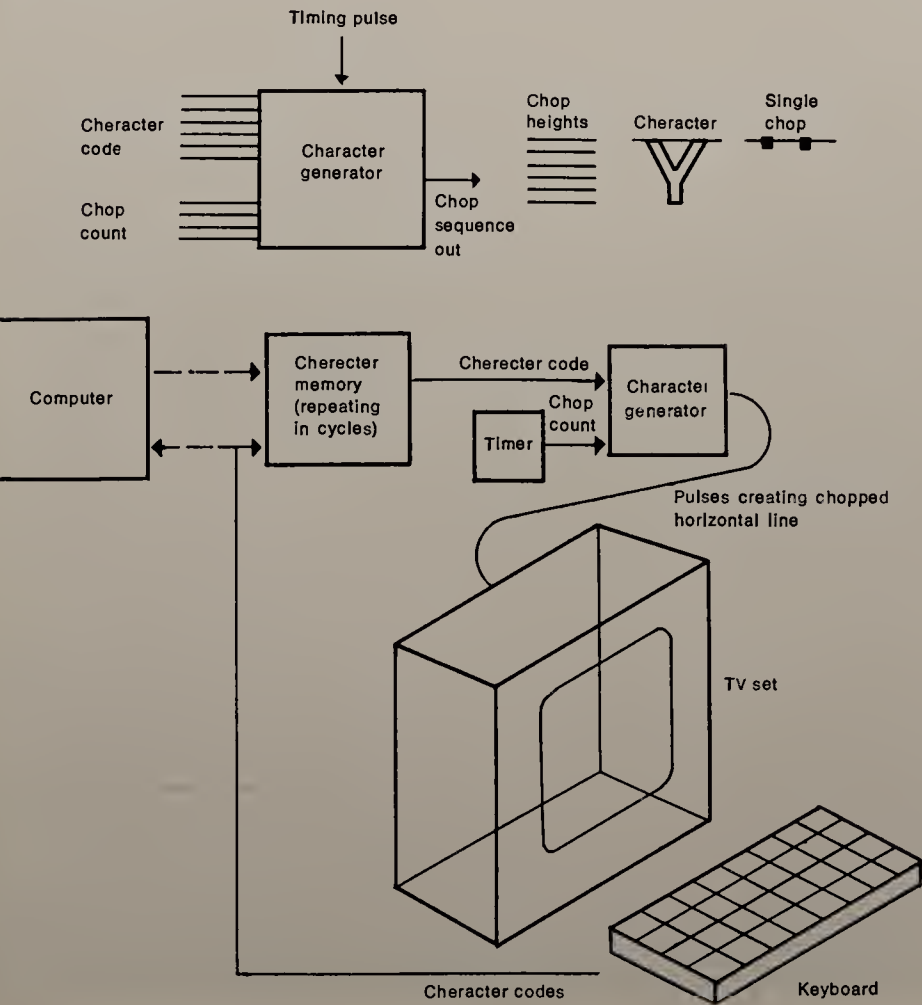 Timing pulse
Cheracter
code
Chop
count
Character
generator
Chop
sequence
out
Chop
heights
Cheracter
Single
chop
Computer
Cherecter
memory
(repeating
in cycles)
Cherecter code
Chop
count
Timer
Character
generator
Pulses creating chopped
horizontal line
TV set
Keyboard
Cheracter codes